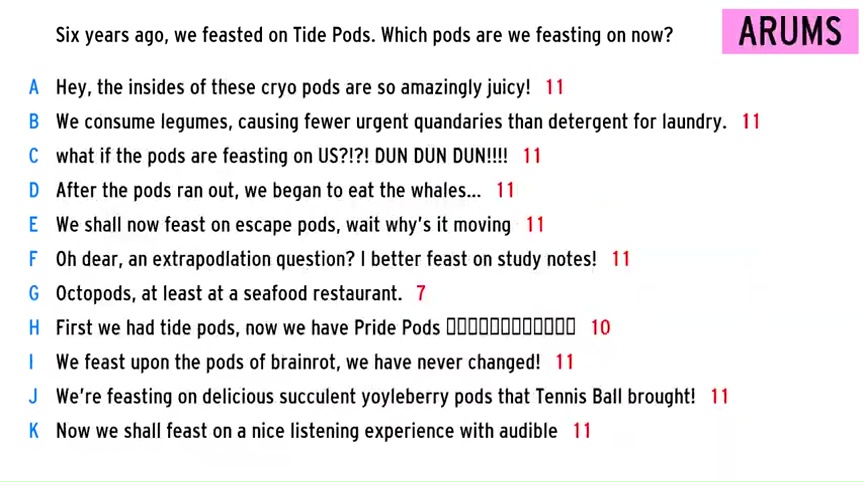 Six years ago, we feasted on Tide Pods. Which pods are we feasting on now?
ARUMS
A Hey, the insides of these cryo pods are so amazingly juicy! 11
B We consume legumes, causing fewer urgent quandaries than detergent for laundry. 11
C what if the pods are feasting on US?!?! DUN DUN DUN!!!! 11
D After the pods ran out, we began to eat the whales... 11
E We shall now feast on escape pods, wait why's it moving 11
F Oh dear, an extrapodlation question? I better feast on study notes! 11
G Octopods, at least at a seafood restaurant. 7
H First we had tide pods, now we have Pride Pods ▯▯▯▯▯▯▯▯▯▯▯▯▯ 10
I We feast upon the pods of brainrot, we have never changed! 11
J We're feasting on delicious succulent yoyleberry pods that Tennis Ball brought! 11
K Now we shall feast on a nice listening experience with audible 11